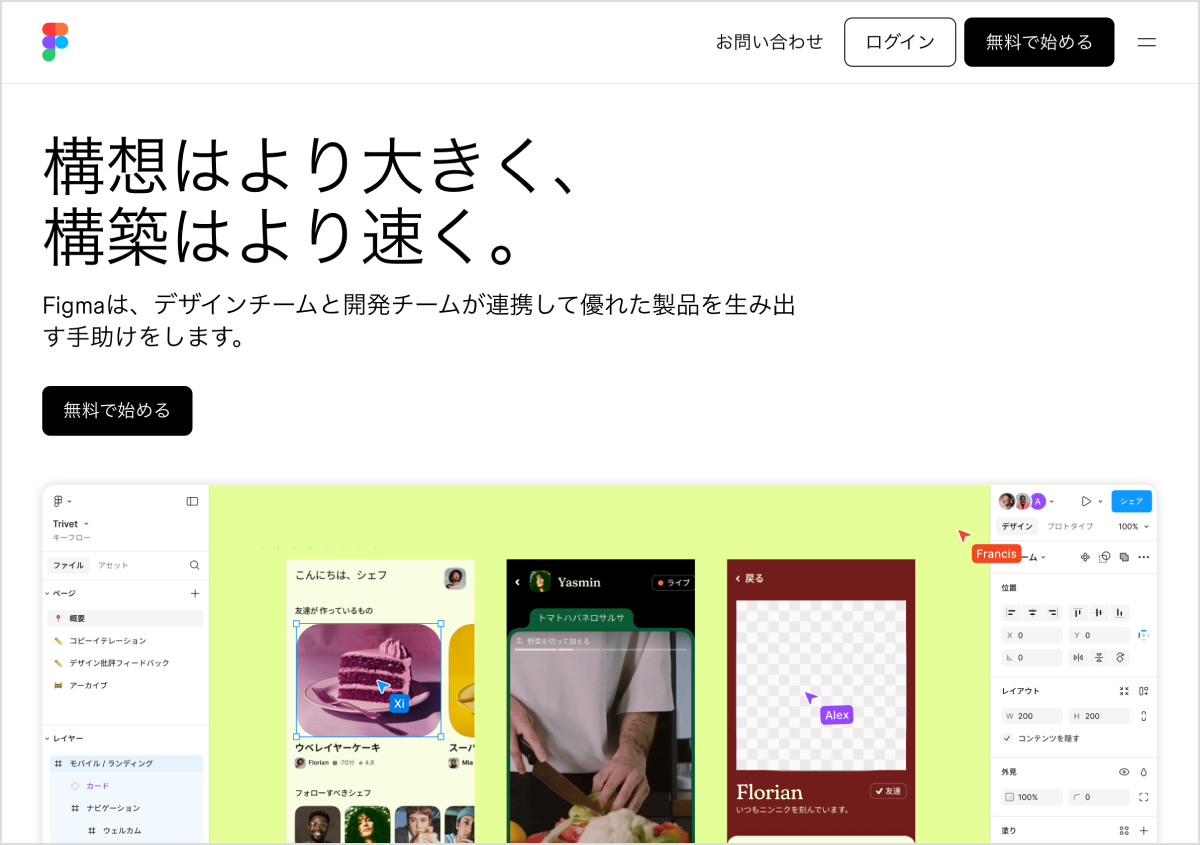 お問い合わせ
ログイン
無料で始める
構想はより大きく、
構築はより速く。
Figmaは、デザインチームと開発チームが連携して優れた製品を生み出
す手助けをします。
無料で始める
Trivet
キーフロー
ファイル
アセット
ページ
概要
コピーイテレーション
デザイン批評フィードバック
アーカイブ
レイヤー
モバイル / ランディング
カード
ナビゲーション
ウェルカム
こんにちは、シェフ
友達が 作っているもの
Xi
ウベレイヤーケーキ
スーパ
Florian
70分
4.8
Mia
フォローすべきシェフ
Yasmin
ライブ
トマトハバネロサルサ
野菜を切って加える
戻る
Alex
Florian
友達
いつもニンニクを刻んでいます。
Francis
A
シェア
デザイン
プロトタイプ
100%
ーム
位置
X 0
Y 0
0
レイアウト
W 200
H 200
コンテンツを隠す
外見
100%
0
塗り